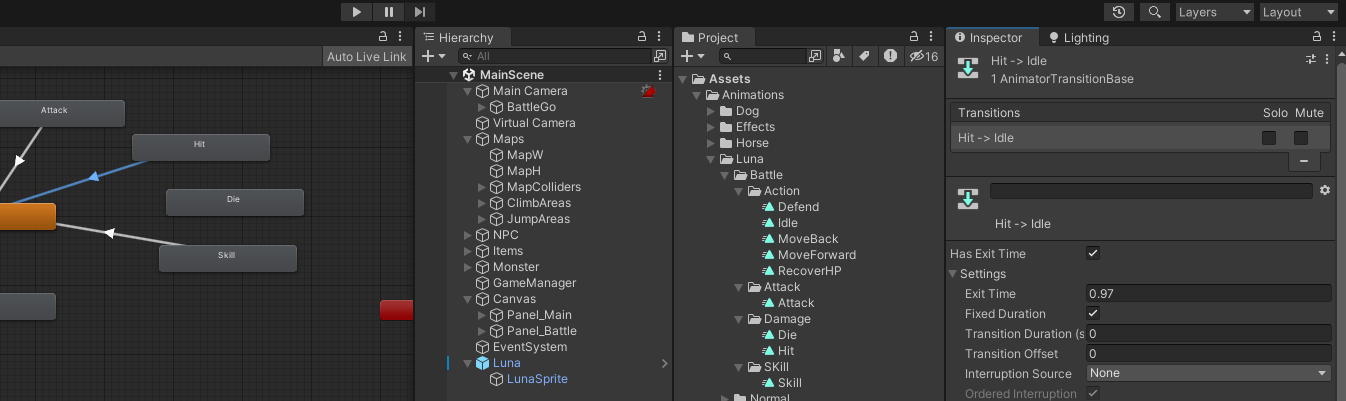 Layers
Layout
Auto Live Link
Attack
Hit
Die
Skill
Hierarchy
All
MainScene
Main Camera
BattleGo
Virtual Camera
Maps
MapW
MapH
MapColliders
ClimbAreas
JumpAreas
NPC
Items
Monster
GameManager
Canvas
Panel_Main
Panel_Battle
EventSystem
Luna
LunaSprite
Project
16
Assets
Animations
Dog
Effects
Horse
Luna
Battle
Action
Defend
Idle
MoveBack
MoveForward
RecoverHP
Attack
Attack
Damage
Die
Hit
SKill
Skill
Normal
Inspector
Lighting
Hit -> Idle
1 AnimatorTransitionBase
Transitions Solo Mute
Hit -> Idle
Hit -> Idle
Has Exit Time
Settings
Exit Time 0.97
Fixed Duration
Transition Duration (s 0
Transition Offset 0
Interruption Source None
Ordered Interruption